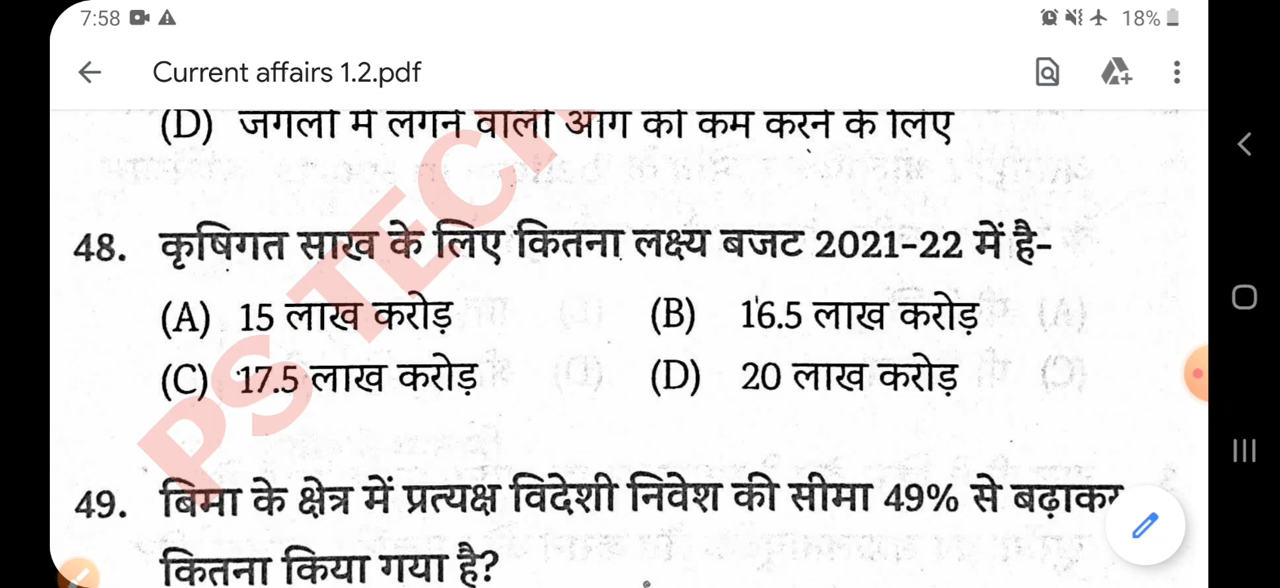 7:58
18%
Current affairs 1.2.pdf
(D) जंगलों में लगने वाली आग को कम करने के लिए
48. कृषिगत साख के लिए कितना लक्ष्य बजट 2021-22 में है-
(A) 15 लाख करोड़ (B) 16.5 लाख करोड़
(C) 17.5 लाख करोड़ (D) 20 लाख करोड़
PS TECH
49. बिमा के क्षेत्र में प्रत्यक्ष विदेशी निवेश की सीमा 49% से बढ़ाकर
कितना किया गया है?